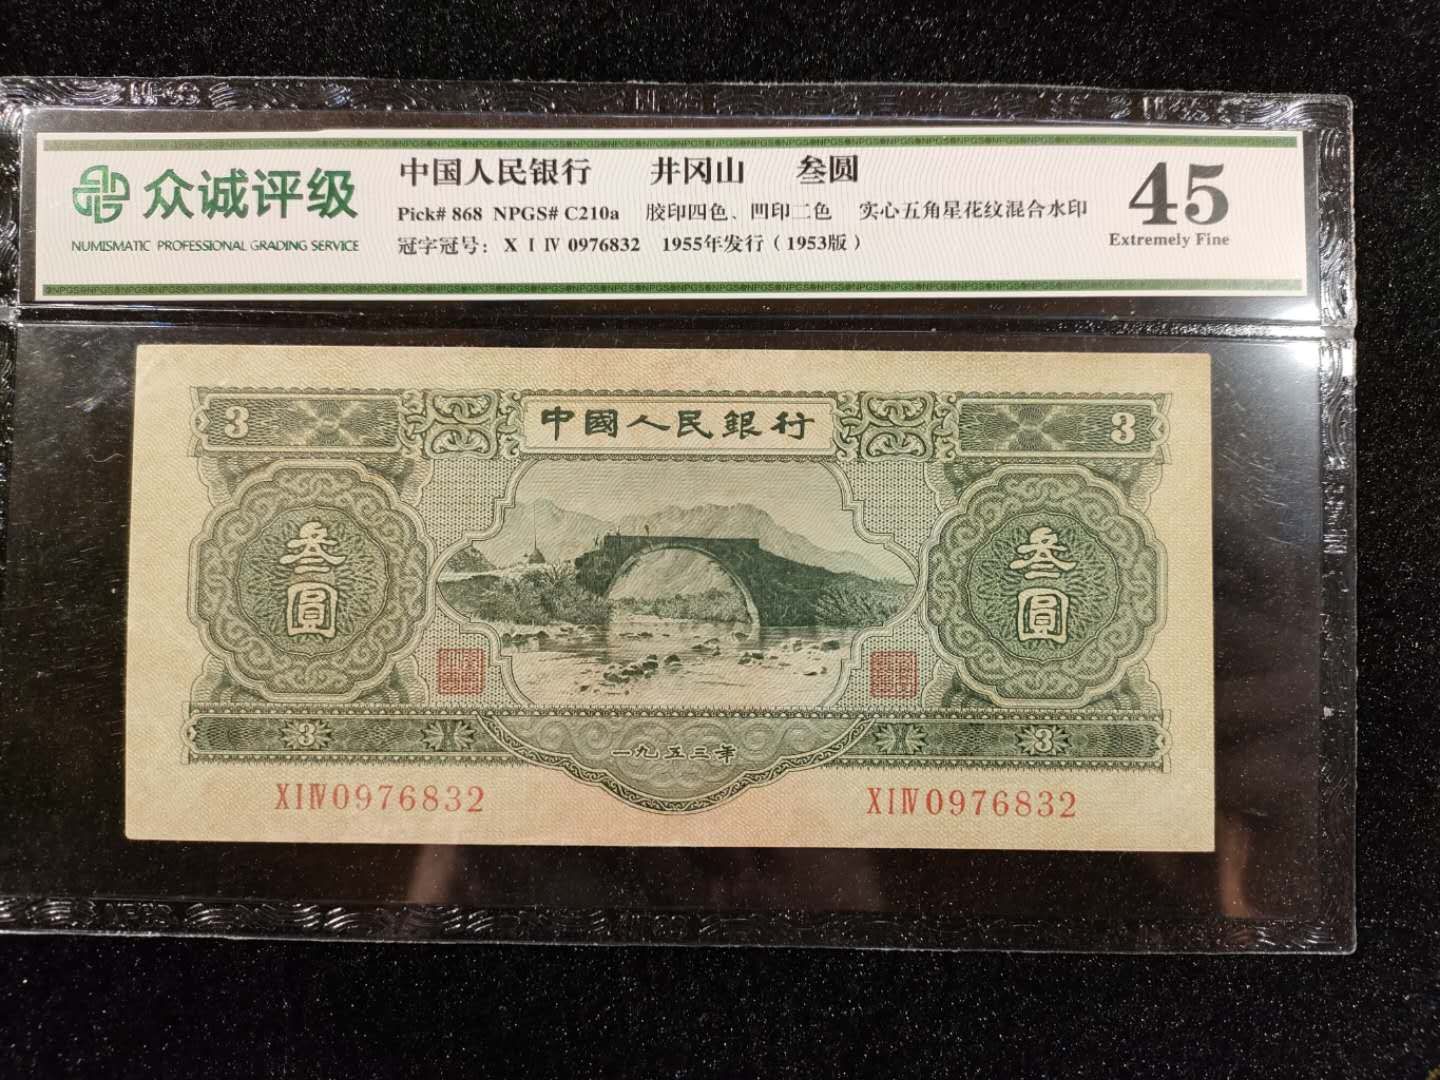 众诚评级
NUMISMATIC PROFESSIONAL GRADING SERVICE
中国人民银行 井冈山 叁圆
Pick# 868 NPGS# C210a 胶印四色、凹印二色 实心五角星花纹混合水印
冠字冠号: X I IV 0976832 1955年发行（1953版）
45
Extremely Fine
3 中國人民銀行 3
叁圓 叁圓
3 一九五三年 3
XIIV0976832 XIIV0976832